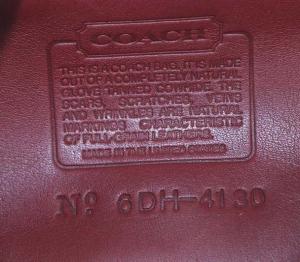 COACH
THIS IS A COACH BAG. IT IS MADE
OUT OF A COMPLETELY NATURAL
GLOVE TANNED COWHIDE. THE
SCARS, SCRATCHES, VEINS
AND WRINKLES ARE NATURAL
MARKINGS CHARACTERISTIC
OF FULL GRAIN LEATHERS.
MADE IN THE UNITED STATES
Nº 6DH-4130